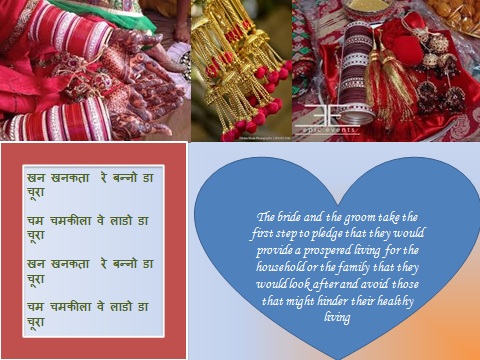 epic events
खन खनकता रे बन्नो डा
चूरा
चम चमकीला वे लाडो डा
चूरा
खन खनकता रे बन्नो डा
चूरा
चम चमकीला वे लाडो डा
चूरा
The bride and the groom take the
first step to pledge that they would
provide a prospered living for the
household or the family that they
would look after and avoid those
that might hinder their healthy
living